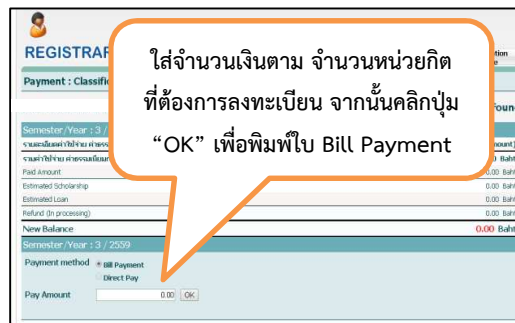 REGISTRAR
Payment : Classifi
ใส่จำนวนเงินตาม จำนวนหน่วยกิต
ที่ต้องการลงทะเบียน จากนั้นคลิกปุ่ม
“OK” เพื่อพิมพ์ใบ Bill Payment
Semester/Year : 3 /
Paid Amount 0.00 Baht
Estimated Scholarship 0.00 Baht
Estimated Loan 0.00 Baht
Refund (In processing) 0.00 Baht
New Balance 0.00 Baht
Semester/Year : 3 / 2559
Payment method Bill Payment
Direct Pay
Pay Amount 0.00 OK